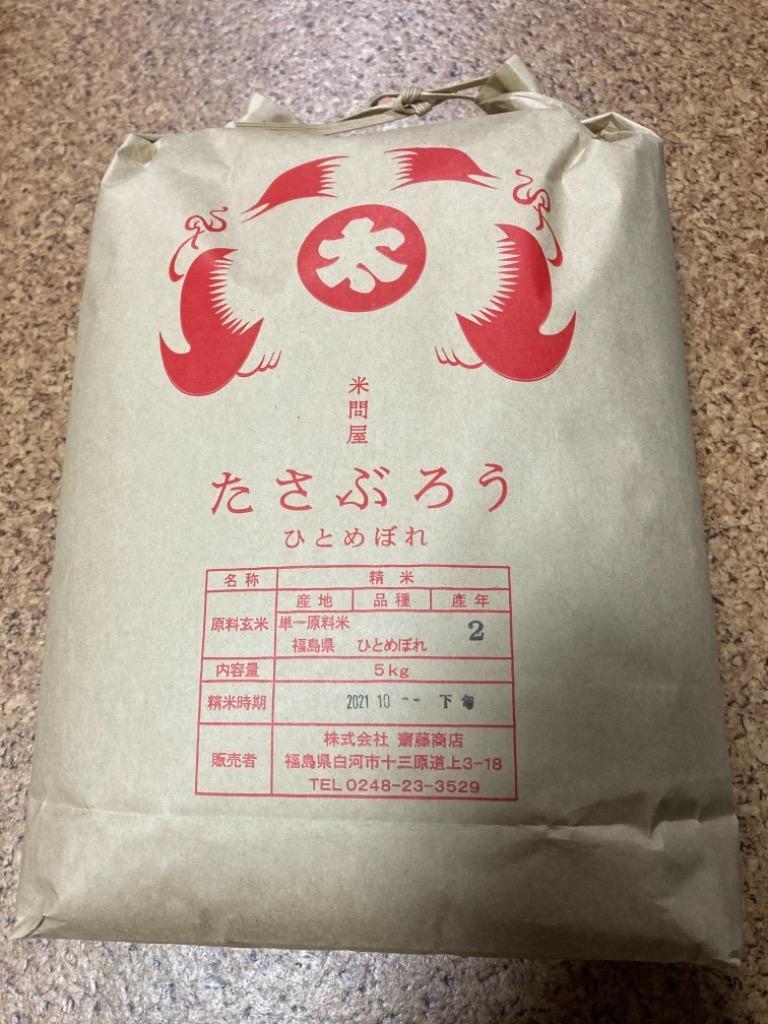 米問屋
たさぶろう
ひとめぼれ
名称 精米
原料玄米 産地 品種 産年
単一原料米
福島県 ひとめぼれ 2
内容量 5kg
精米時期 2021 10 -- 下旬
販売者 株式会社 齋藤商店
福島県白河市十三原道上3-18
TEL0248-23-3529